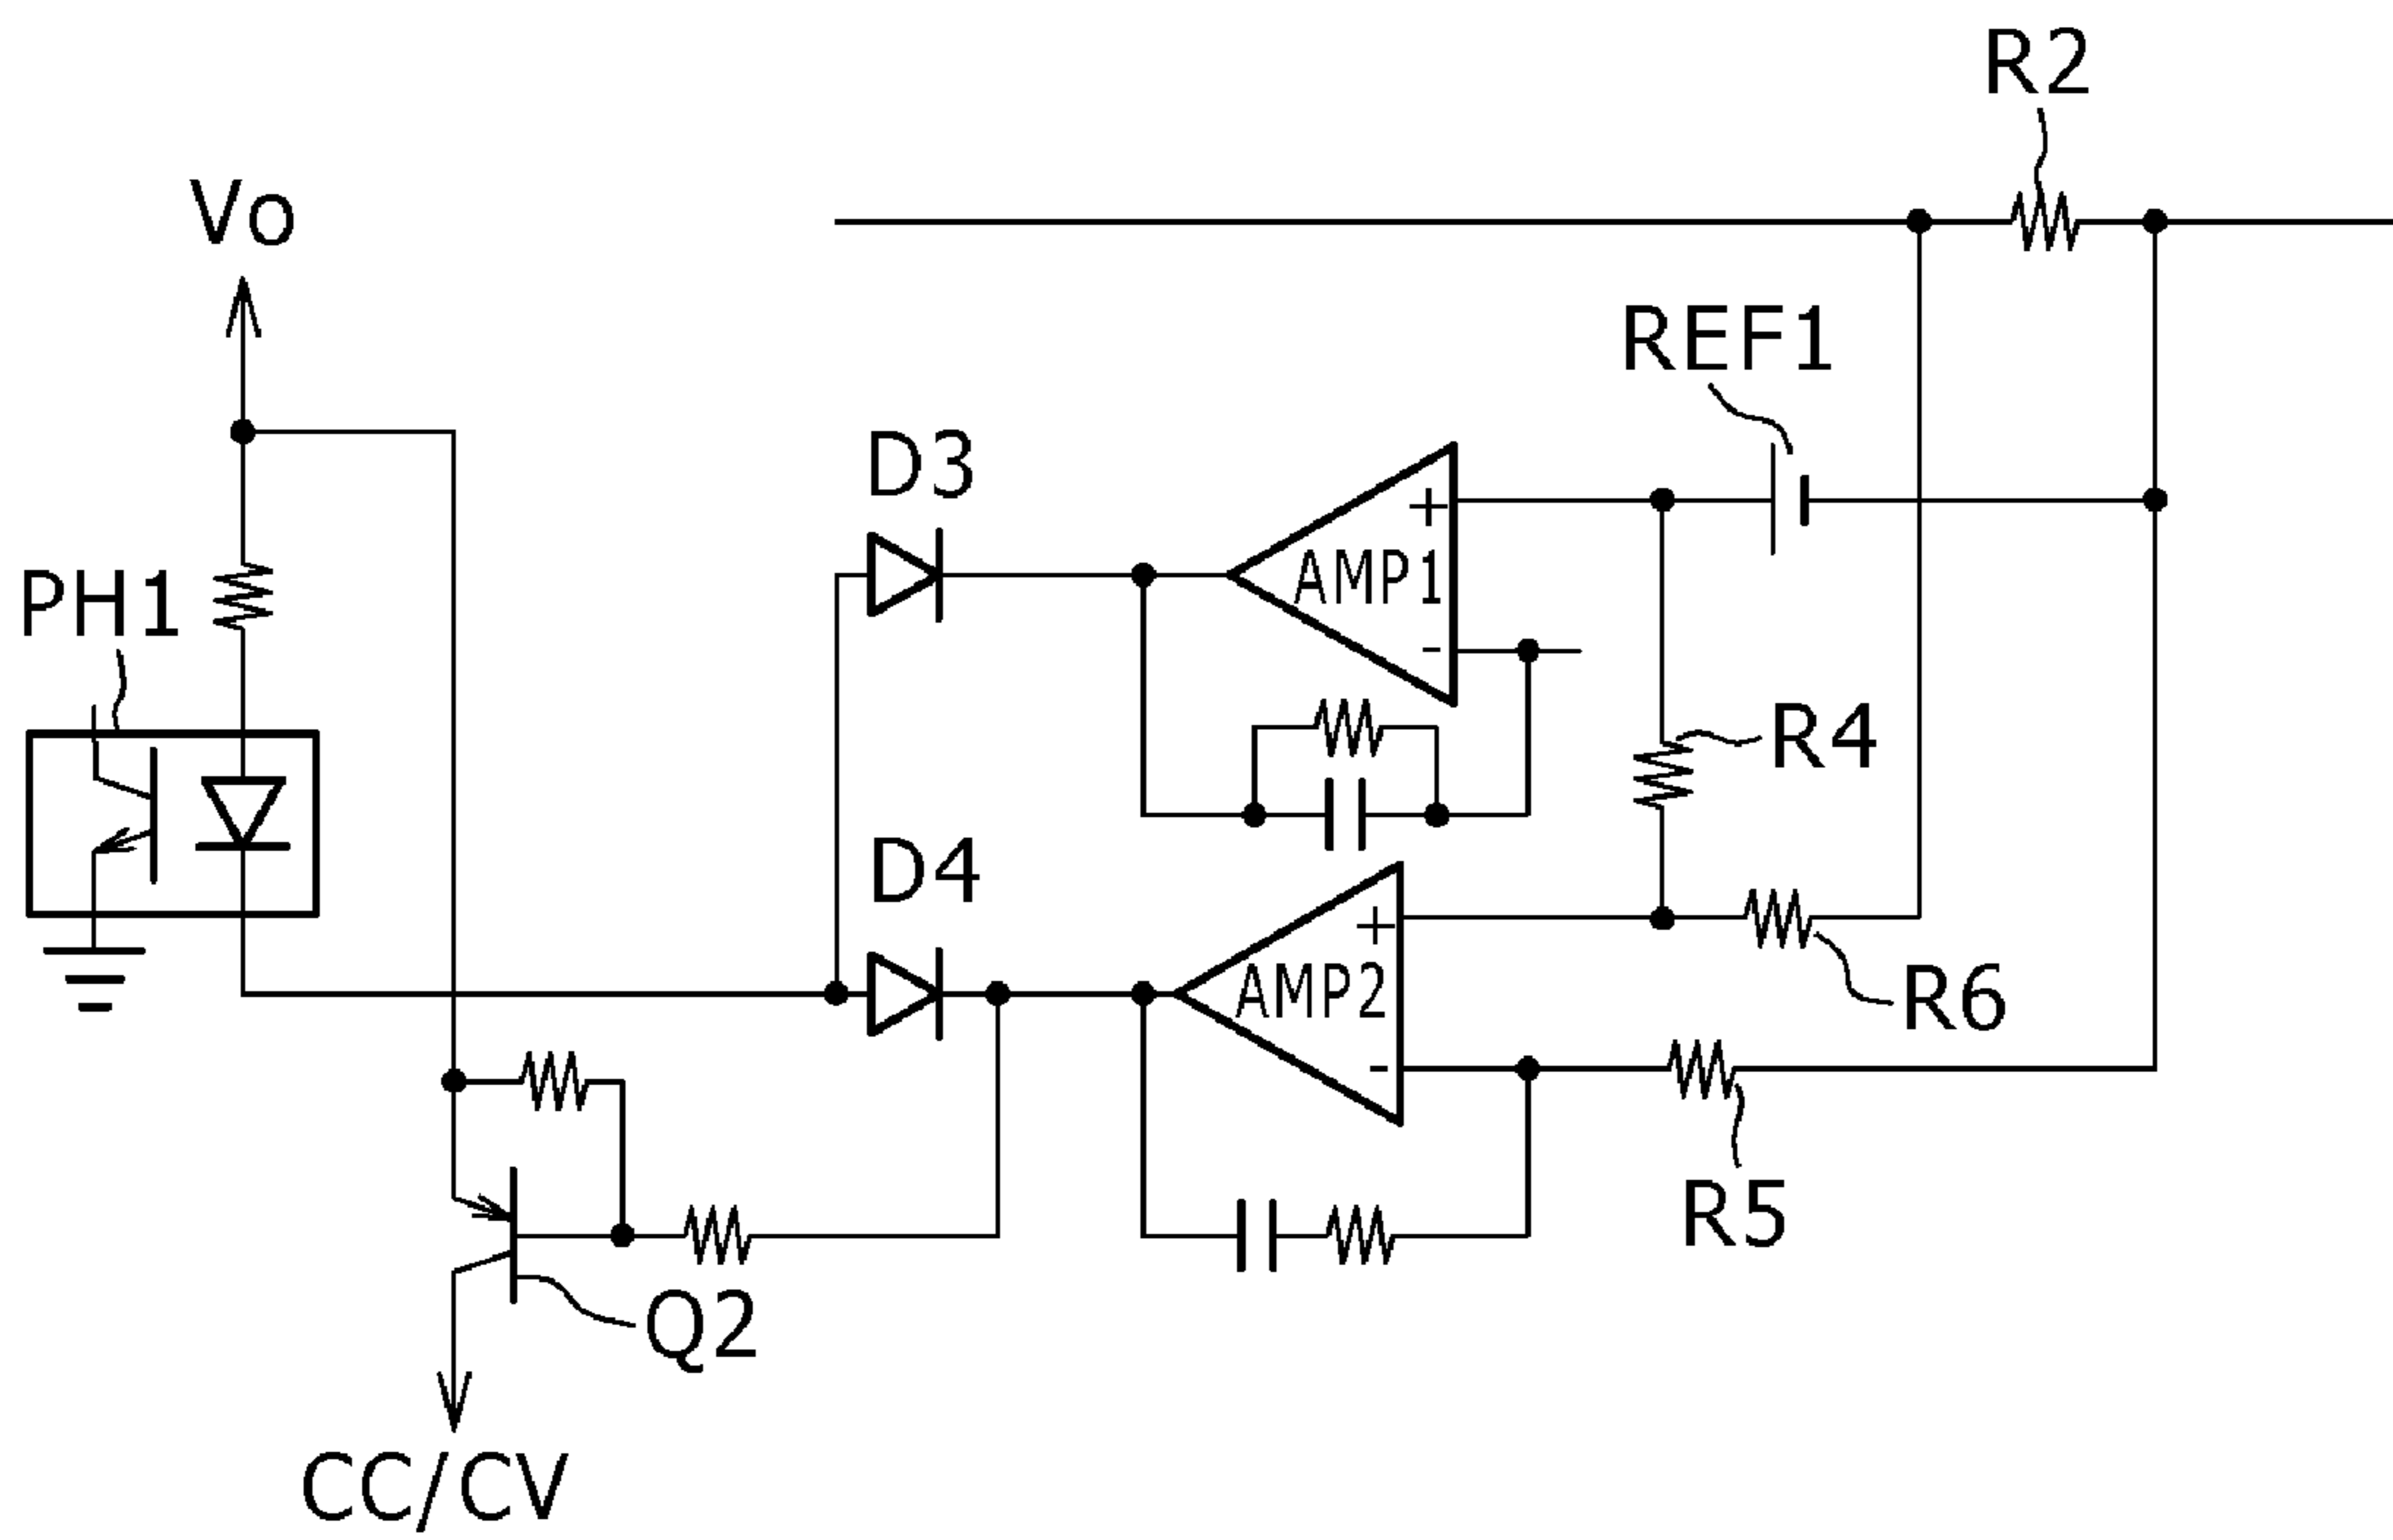 R2
Vo
REF1
D3
+
AMP1
-
PH1
R4
D4
+
AMP2
-
R6
R5
Q2
CC/CV